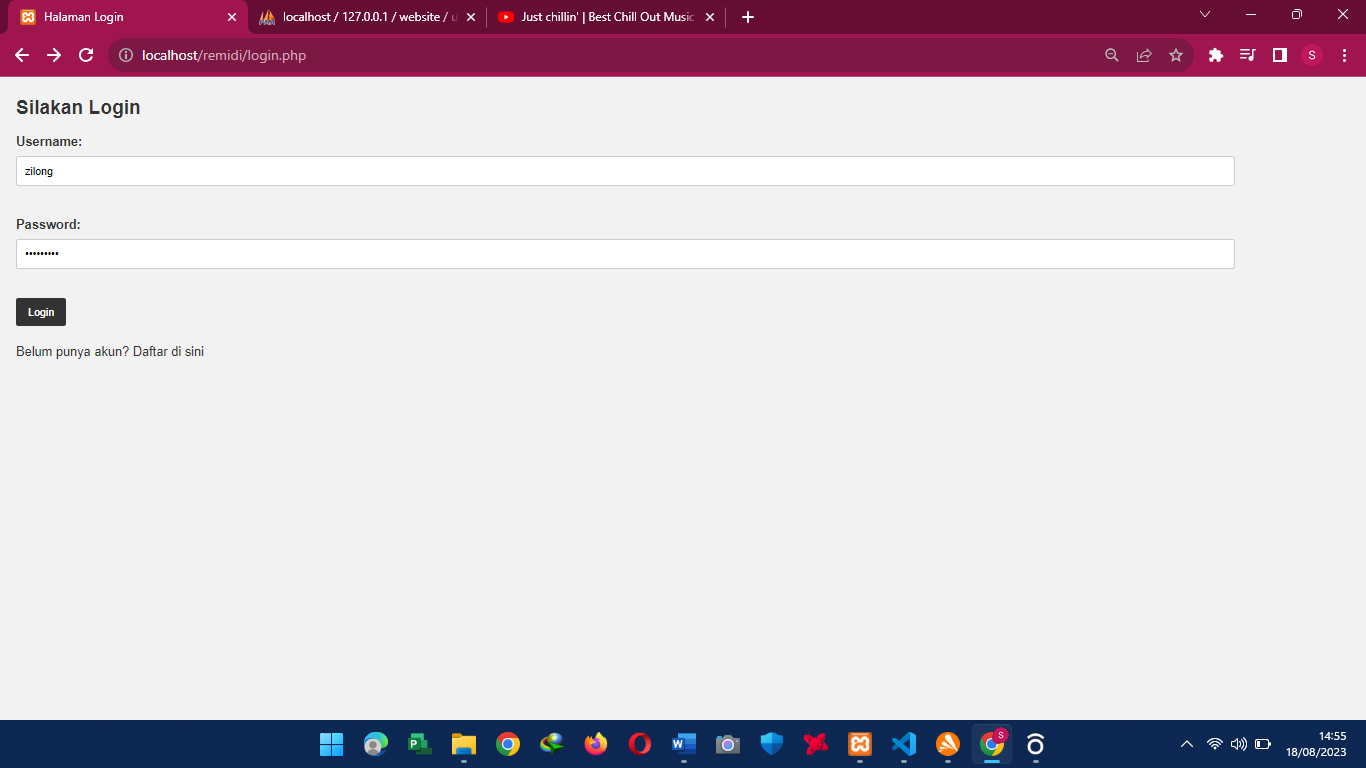 Halaman Login
localhost / 127.0.0.1 / website / u
Just chillin' | Best Chill Out Music
localhost/remidi/login.php
S
Silakan Login
Username:
zilong
Password:
•••••••••
Login
Belum punya akun? Daftar di sini
S
14:55
18/08/2023